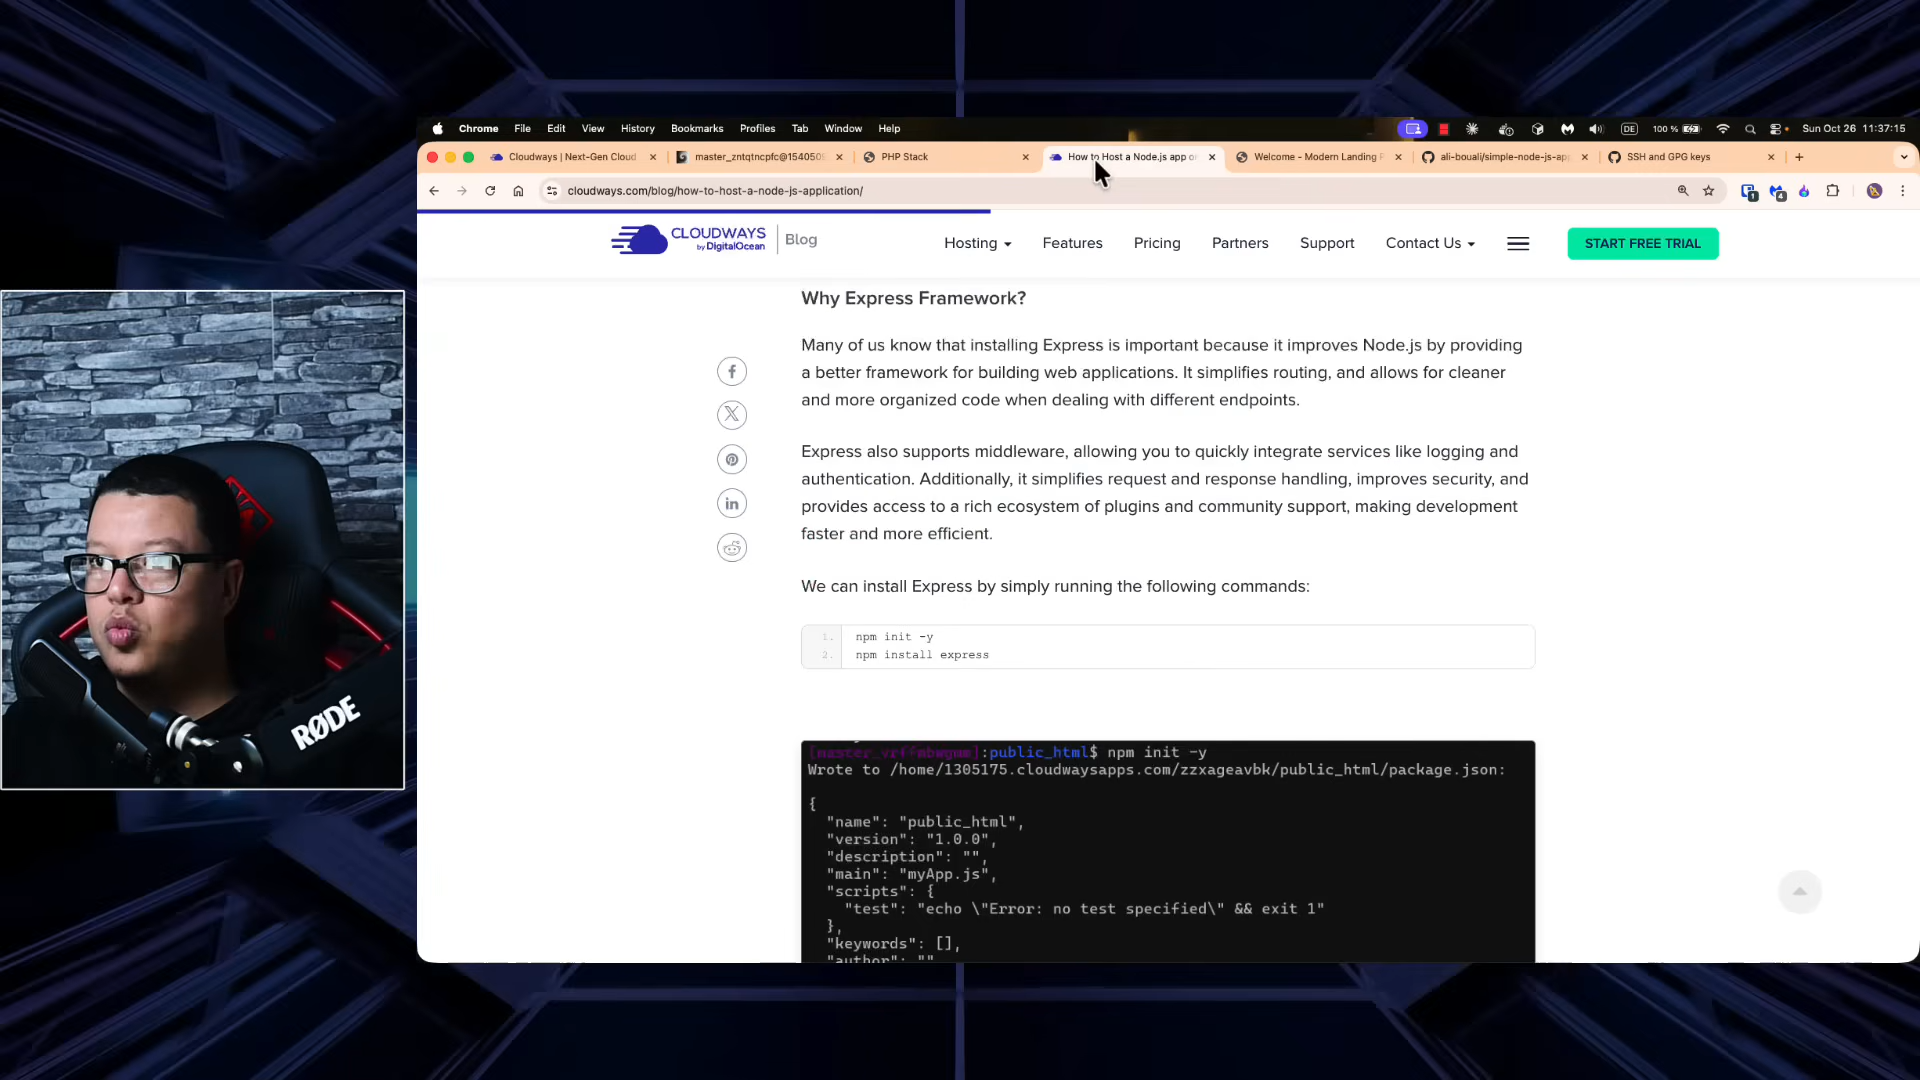 Chrome File Edit View History Bookmarks Profiles Tab Window Help DE 100 % Sun Oct 26 11:37:15
Cloudways | Next-Gen Cloud master_zntqtncpfc@1540505 PHP Stack How to Host a Node.js app o Welcome - Modern Landing P ali-bouali/simple-node-js-app SSH and GPG keys
cloudways.com/blog/how-to-host-a-node-js-application/
CLOUDWAYS
by DigitalOcean
Blog
Hosting Features Pricing Partners Support Contact Us START FREE TRIAL
Why Express Framework?
Many of us know that installing Express is important because it improves Node.js by providing
a better framework for building web applications. It simplifies routing, and allows for cleaner
and more organized code when dealing with different endpoints.
Express also supports middleware, allowing you to quickly integrate services like logging and
authentication. Additionally, it simplifies request and response handling, improves security, and
provides access to a rich ecosystem of plugins and community support, making development
faster and more efficient.
We can install Express by simply running the following commands:
1. npm init -y
2. npm install express
:public_html$ npm init -y
Wrote to /home/1305175.cloudwaysapps.com/zzxageavbk/public_html/package.json:
{
"name": "public_html",
"version": "1.0.0",
"description": "",
"main": "myApp.js",
"scripts": {
"test": "echo \"Error: no test specified\" && exit 1"
},
"keywords": [],
"author": ""
RØDE